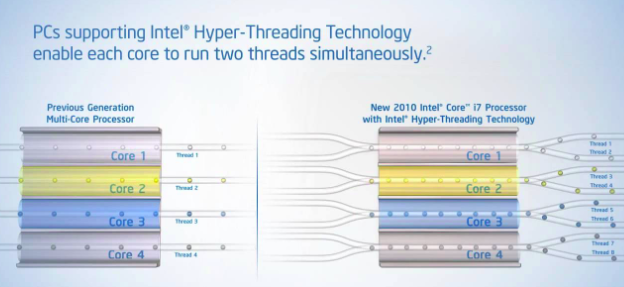 PCs supporting Intel® Hyper-Threading Technology
enable each core to run two threads simultaneously.²
Previous Generation
Multi-Core Processor
Core 1
Thread 1
Core 2
Thread 2
Core 3
Thread 3
Core 4
Thread 4
New 2010 Intel® Core™ i7 Processor
with Intel® Hyper-Threading Technology
Core 1
Thread 1
Thread 2
Core 2
Thread 3
Thread 4
Core 3
Thread 5
Thread 6
Core 4
Thread 7
Thread 8